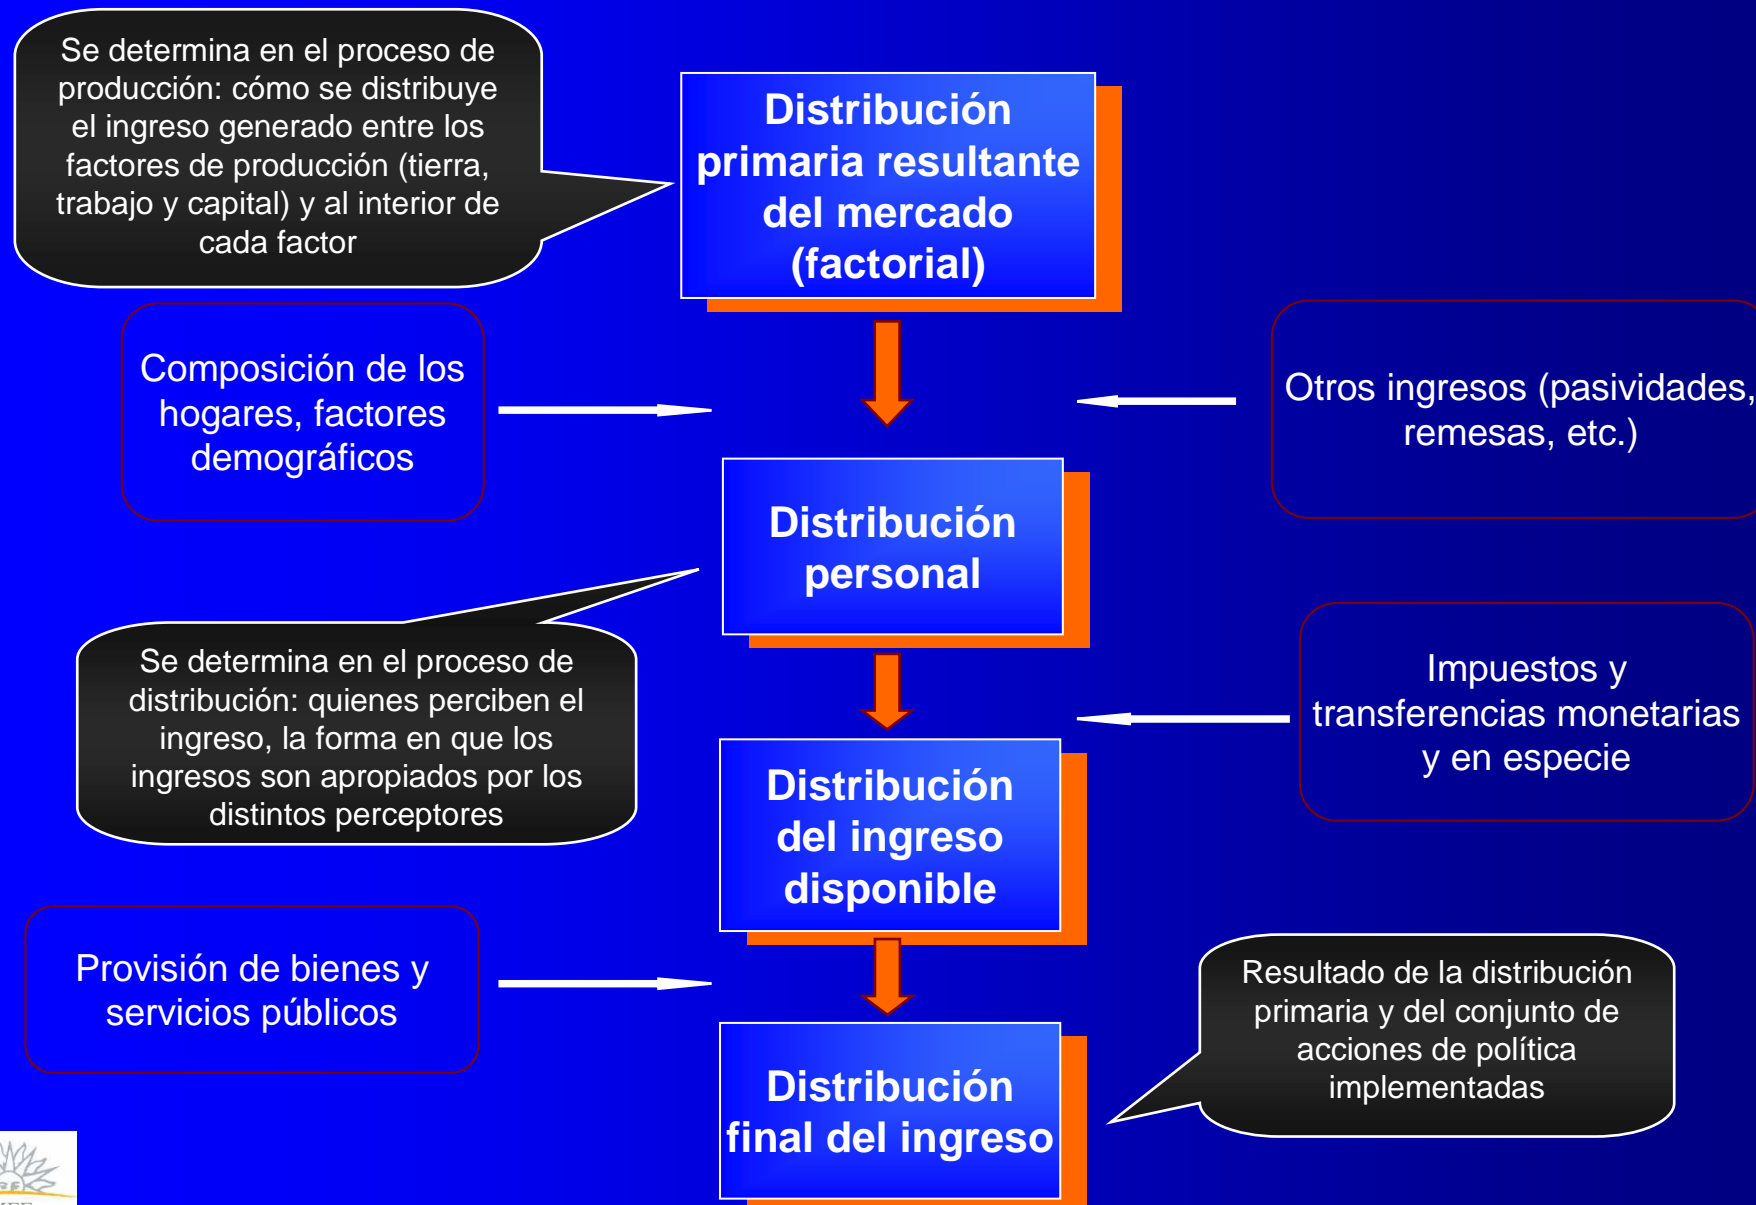 Se determina en el proceso de
producción: cómo se distribuye
el ingreso generado entre los
factores de producción (tierra,
trabajo y capital) y al interior de
cada factor
Distribución
primaria resultante
del mercado
(factorial)
Composición de los
hogares, factores
demográficos
Otros ingresos (pasividades,
remesas, etc.)
Distribución
personal
Se determina en el proceso de
distribución: quienes perciben el
ingreso, la forma en que los
ingresos son apropiados por los
distintos perceptores
Impuestos y
transferencias monetarias
y en especie
Distribución
del ingreso
disponible
Provisión de bienes y
servicios públicos
Resultado de la distribución
primaria y del conjunto de
acciones de política
implementadas
Distribución
final del ingreso